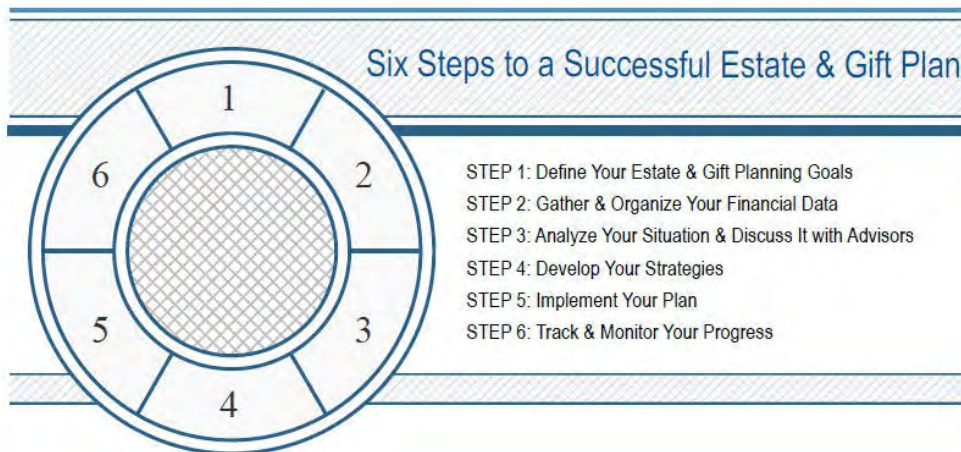 Six Steps to a Successful Estate & Gift Plan
1
2
3
4
5
6
STEP 1: Define Your Estate & Gift Planning Goals
STEP 2: Gather & Organize Your Financial Data
STEP 3: Analyze Your Situation & Discuss It with Advisors
STEP 4: Develop Your Strategies
STEP 5: Implement Your Plan
STEP 6: Track & Monitor Your Progress